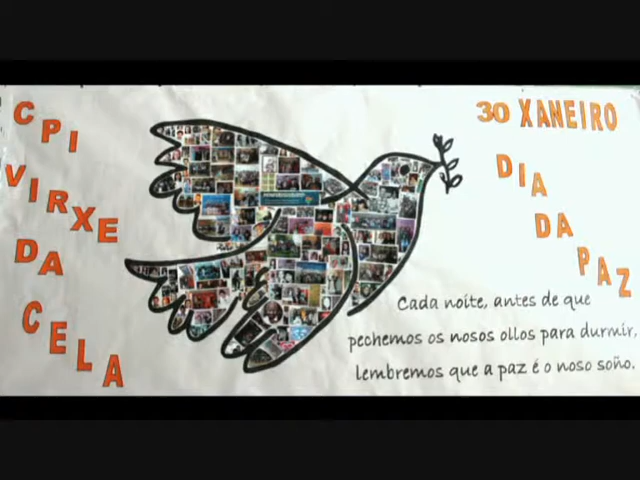 CPI
VIRXE
DA
CELA
30 XANEIRO
DIA
DA
PAZ
Cada noite, antes de que
pechemos os nosos ollos para durmir,
lembremos que a paz é o noso soño.